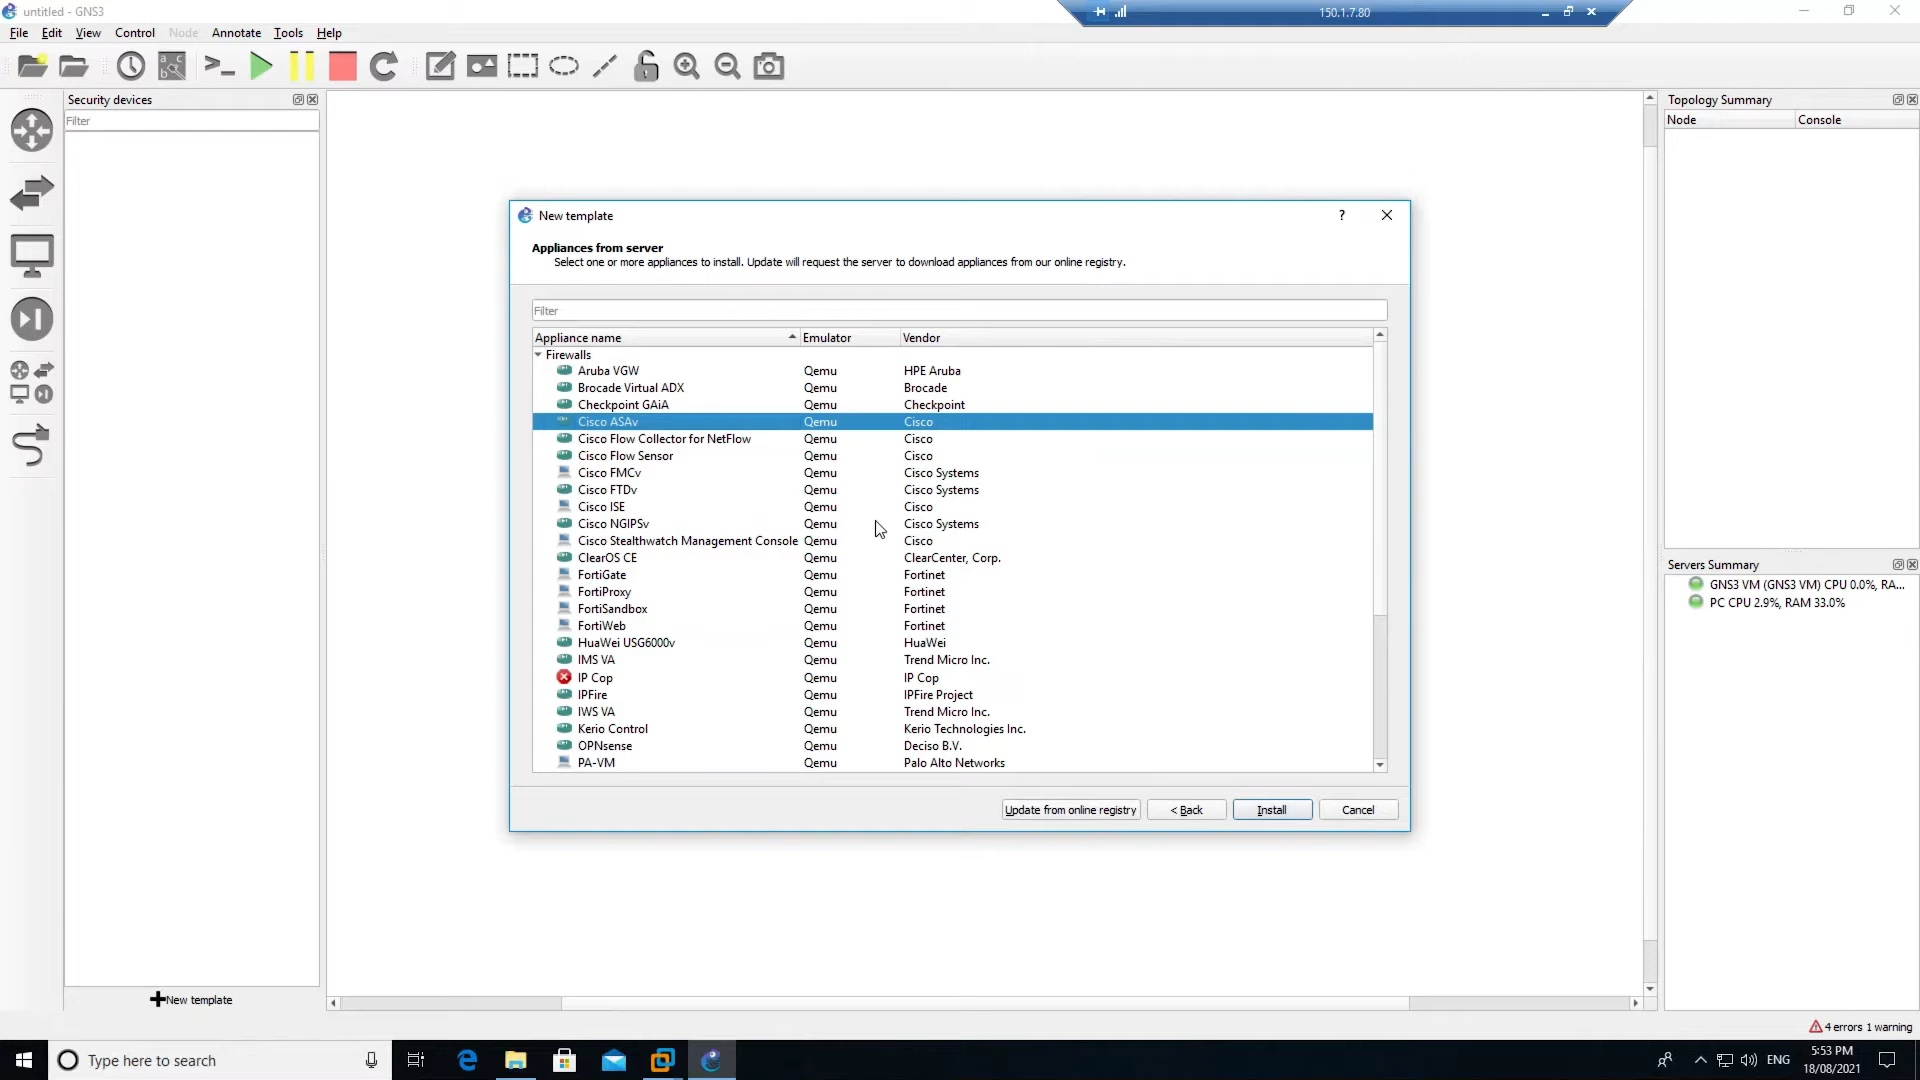 untitled - GNS3
150.1.7.80
File Edit View Control Node Annotate Tools Help
Security devices
Filter
Topology Summary
Node Console
New template
?
Appliances from server
Select one or more appliances to install. Update will request the server to download appliances from our online registry.
Filter
Appliance name Emulator Vendor
Firewalls
Aruba VGW Qemu HPE Aruba
Brocade Virtual ADX Qemu Brocade
Checkpoint GAiA Qemu Checkpoint
Cisco ASAv Qemu Cisco
Cisco Flow Collector for NetFlow Qemu Cisco
Cisco Flow Sensor Qemu Cisco
Cisco FMCv Qemu Cisco Systems
Cisco FTDv Qemu Cisco Systems
Cisco ISE Qemu Cisco
Cisco NGIPSv Qemu Cisco Systems
Cisco Stealthwatch Management Console Qemu Cisco
ClearOS CE Qemu ClearCenter, Corp.
FortiGate Qemu Fortinet
FortiProxy Qemu Fortinet
FortiSandbox Qemu Fortinet
FortiWeb Qemu Fortinet
HuaWei USG6000v Qemu HuaWei
IMS VA Qemu Trend Micro Inc.
IP Cop Qemu IP Cop
IPFire Qemu IPFire Project
IWS VA Qemu Trend Micro Inc.
Kerio Control Qemu Kerio Technologies Inc.
OPNsense Qemu Deciso B.V.
PA-VM Qemu Palo Alto Networks
Update from online registry < Back Install Cancel
Servers Summary
GNS3 VM (GNS3 VM) CPU 0.0%, RA...
PC CPU 2.9%, RAM 33.0%
New template
4 errors 1 warning
Type here to search
ENG
5:53 PM
18/08/2021